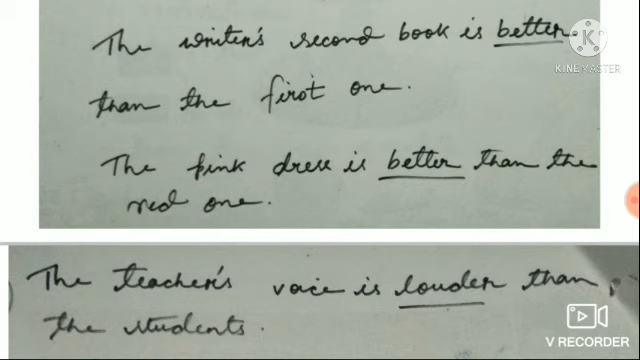 The writer's second book is better
than the first one.
The pink dress is better than the
red one.
The teacher's voice is louder than
the students.
KINEMASTER
V RECORDER